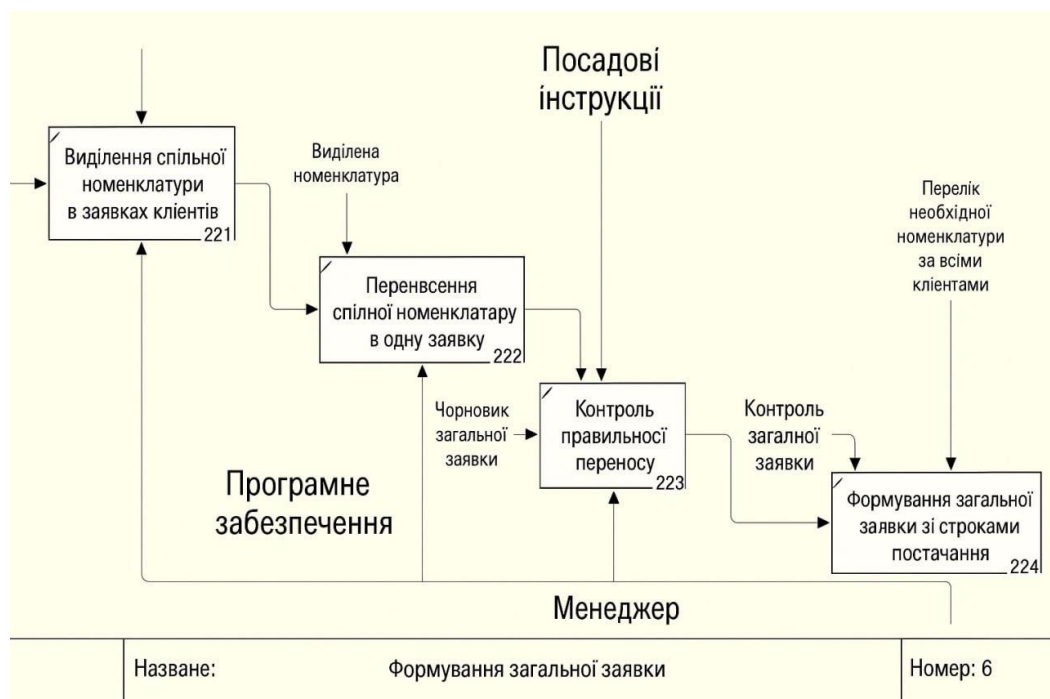 Посадові
інструкції
Виділення спільної
номенклатури
в заявках клієнтів
221
Виділена
номенклатура
Перелік
необхідної
номенклатури
за всіми
клієнтами
Перенвсення
спілної номенклатару
в одну заявку
222
Чорновик
загальної
заявки
Контроль
правильносї
переносу
223
Контроль
загалної
заявки
Програмне
забезпечення
Формування загальної
заявки зі строками
постачання
224
Менеджер
Назване:
Формування загальної заявки
Номер: 6